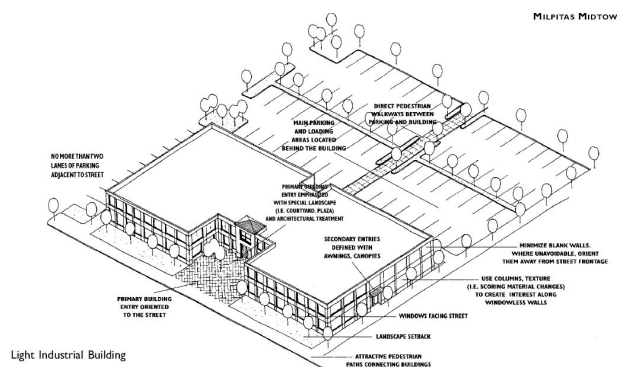 MILPITAS MIDTOW
DIRECT PEDESTRIAN
WALKWAYS BETWEEN
PARKING AND BUILDING
MAIN PARKING
AND LOADING
AREAS LOCATED
BEHIND THE BUILDING
NO MORE THAN TWO
LANES OF PARKING
ADJACENT TO STREET
PRIMARY BUILDING
ENTRY EMPHASIZED
WITH SPECIAL LANDSCAPE
(I.E. COURTYARD, PLAZA)
AND ARCHITECTURAL TREATMENT
SECONDARY ENTRIES
DEFINED WITH
AWNINGS, CANOPIES
MINIMIZE BLANK WALLS.
WHERE UNAVOIDABLE, ORIENT
THEM AWAY FROM STREET FRONTAGE
USE COLUMNS, TEXTURE
(I.E. SCORING MATERIAL CHANGES)
TO CREATE INTEREST ALONG
WINDOWLESS WALLS
PRIMARY BUILDING
ENTRY ORIENTED
TO THE STREET
WINDOWS FACING STREET
LANDSCAPE SETBACK
ATTRACTIVE PEDESTRIAN
PATHS CONNECTING BUILDINGS
Light Industrial Building